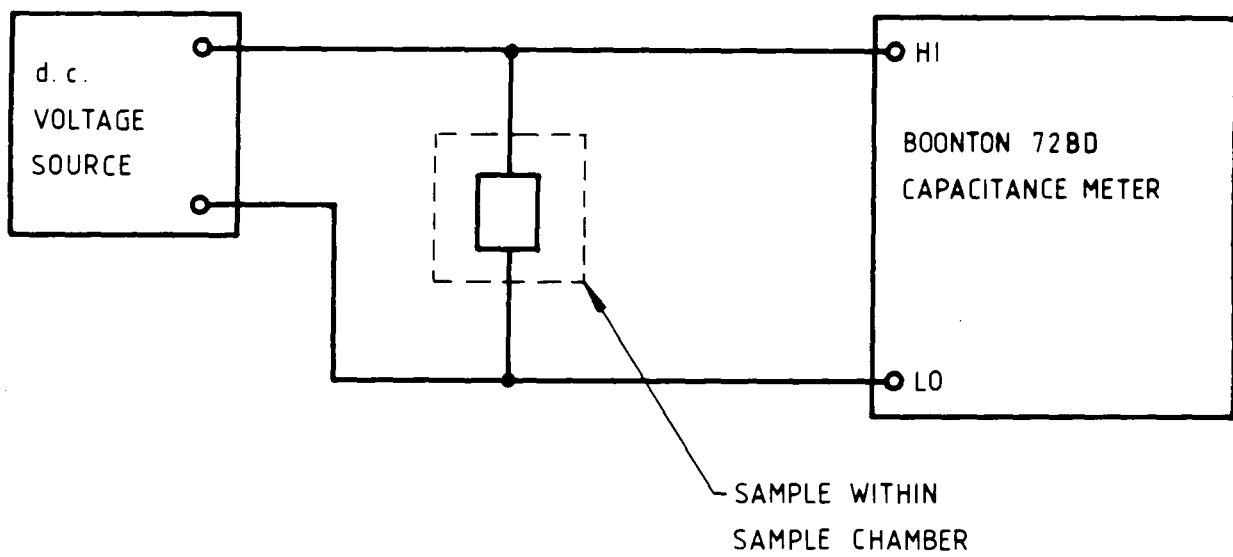 d.c.
VOLTAGE
SOURCE
HI
BOONTON 72BD
CAPACITANCE METER
LO
SAMPLE WITHIN
SAMPLE CHAMBER